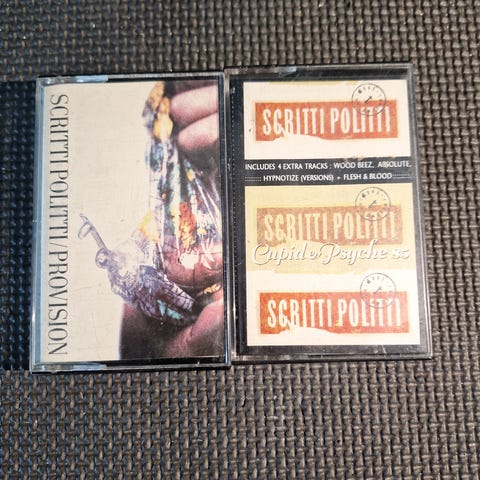 SCRITTI POLITTI/PROVISION
SCRITTI POLITTI
INCLUDES 4 EXTRA TRACKS : WOOD BEEZ, ABSOLUTE,
HYPNOTIZE (VERSIONS) + FLESH & BLOOD
SCRITTI POLITTI
Cupid & Psyche 85
SCRITTI POLITTI